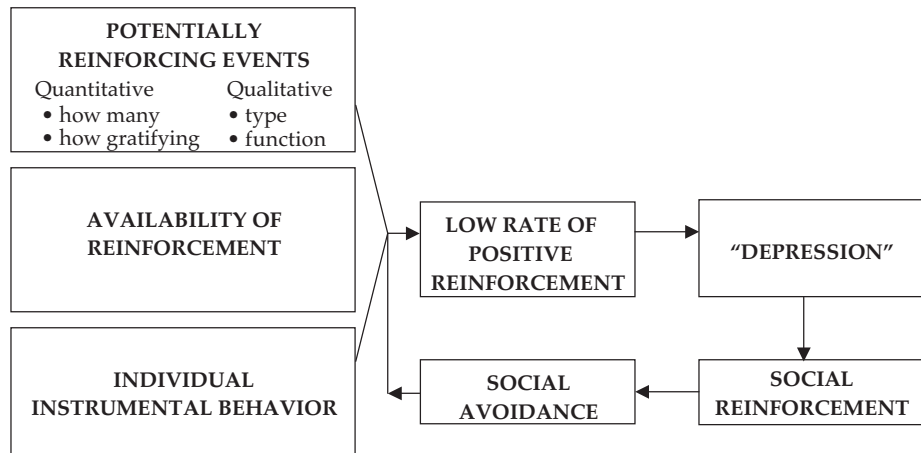 POTENTIALLY
REINFORCING EVENTS
Quantitative Qualitative
• how many • type
• how gratifying • function
AVAILABILITY OF
REINFORCEMENT
INDIVIDUAL
INSTRUMENTAL BEHAVIOR
LOW RATE OF
POSITIVE
REINFORCEMENT
“DEPRESSION”
SOCIAL
AVOIDANCE
SOCIAL
REINFORCEMENT